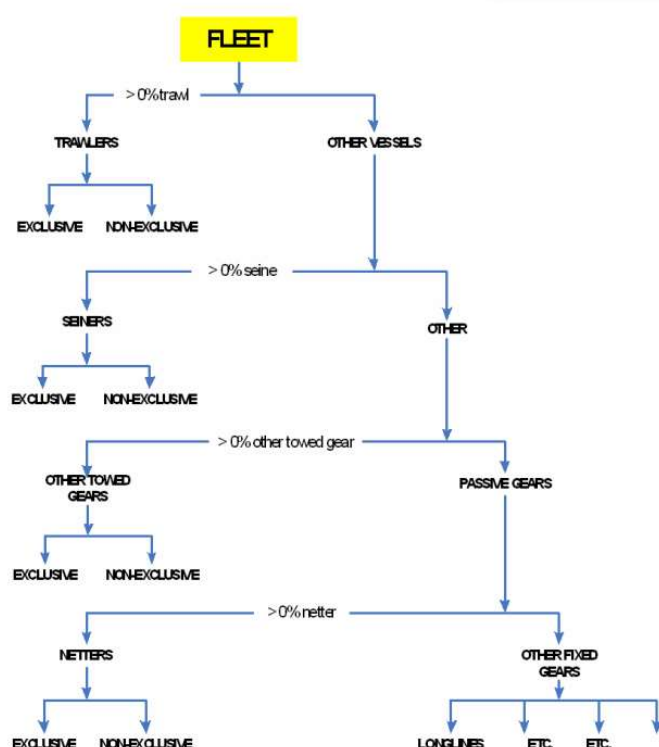 FLEET
> 0% trawl
TRAWLERS
OTHER VESSELS
EXCLUSIVE NON-EXCLUSIVE
> 0% seine
SEINERS
OTHER
EXCLUSIVE NON-EXCLUSIVE
> 0% other towed gear
OTHER TOWED
GEARS
PASSIVE GEARS
EXCLUSIVE NON-EXCLUSIVE
> 0% netter
NETTERS
OTHER FIXED
GEARS
EXCLUSIVE NON-EXCLUSIVE
LONGLINES ETC. ETC.